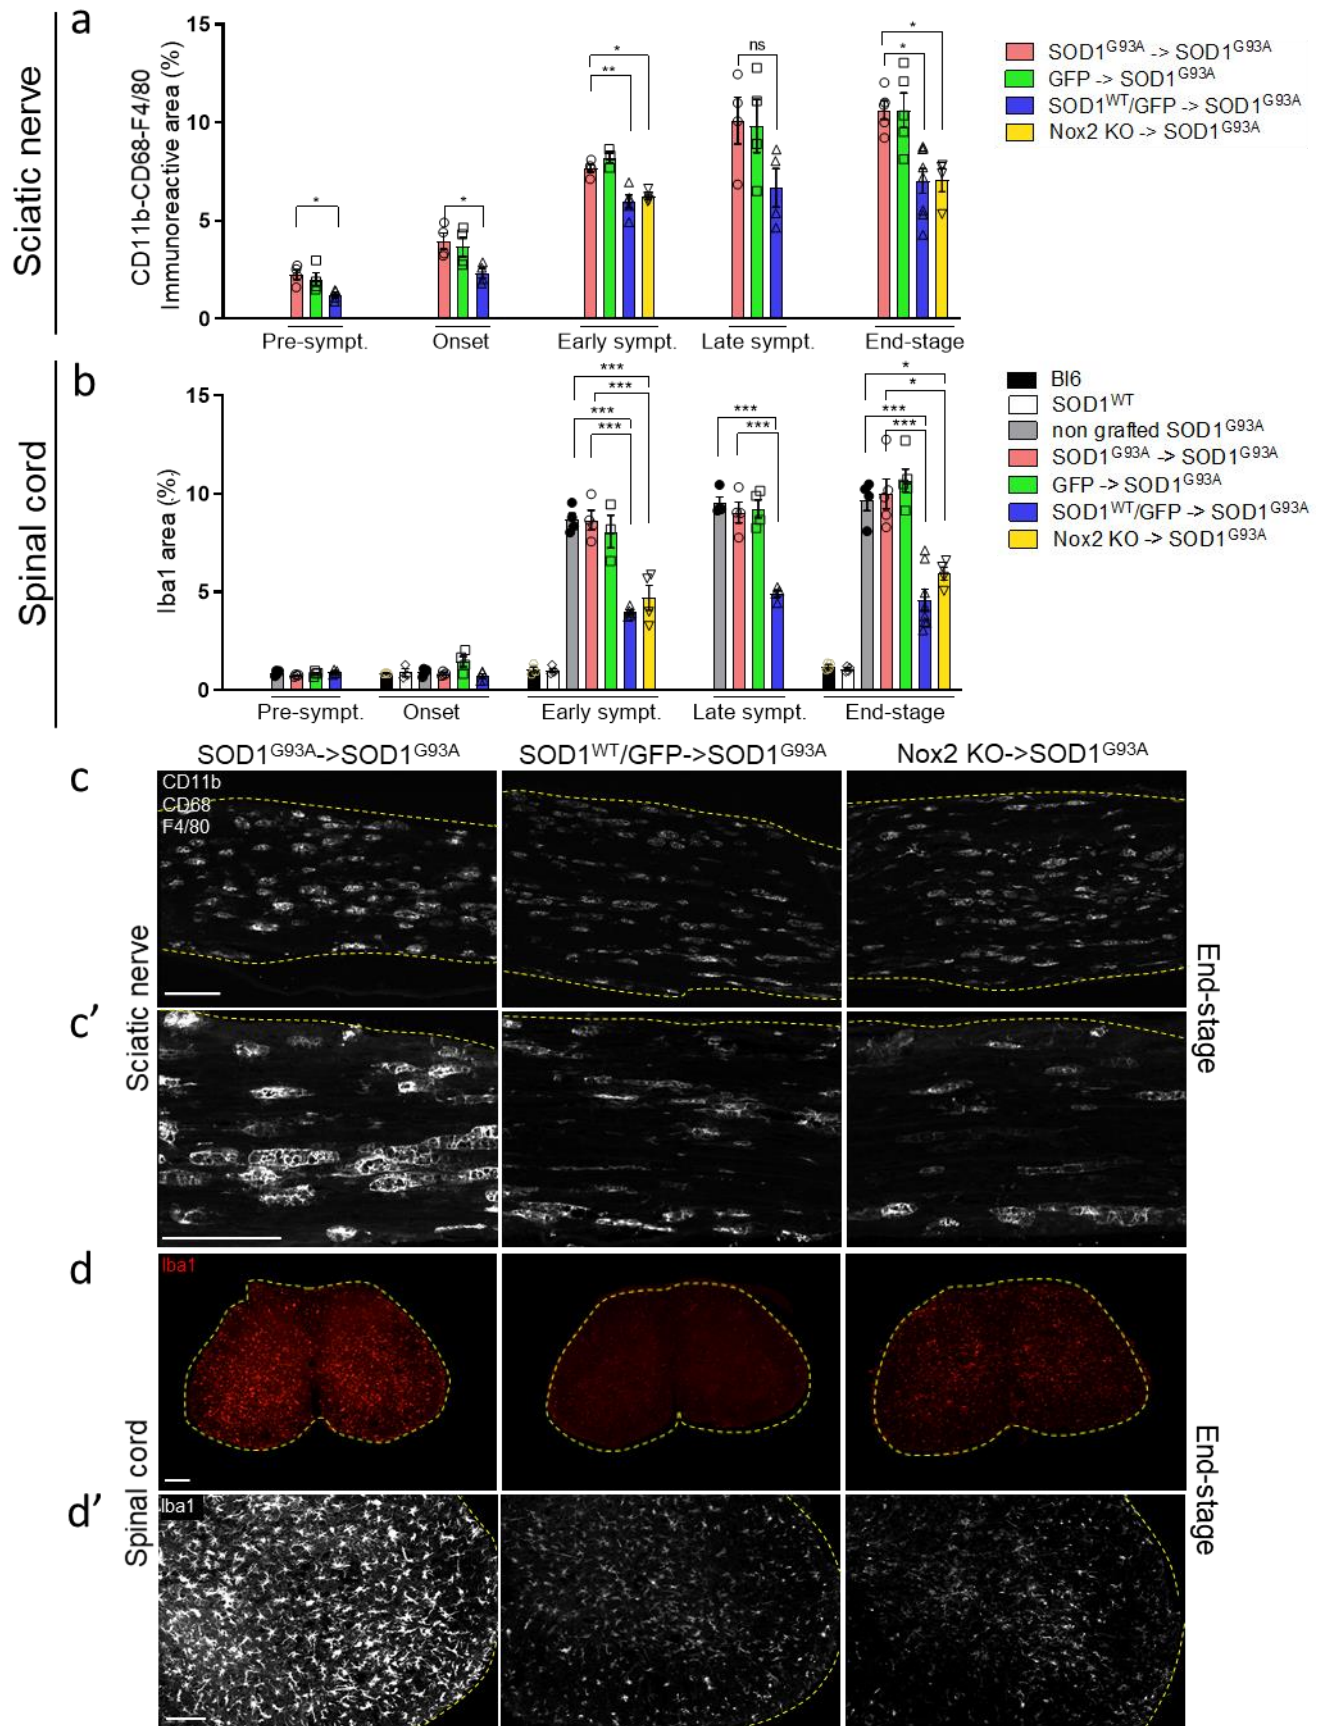 a
Sciatic nerve
CD11b-CD68-F4/80
Immunoreactive area (%)
15
10
5
0
*
*
*
**
ns
*
*
Pre-sympt.
Onset
Early sympt.
Late sympt.
End-stage
SOD1G93A -> SOD1G93A
GFP -> SOD1G93A
SOD1WT/GFP -> SOD1G93A
Nox2 KO -> SOD1G93A
b
Spinal cord
Iba1 area (%)
15
10
5
0
***
***
***
***
***
***
*
*
***
***
Pre-sympt.
Onset
Early sympt.
Late sympt.
End-stage
Bl6
SOD1WT
non grafted SOD1G93A
SOD1G93A -> SOD1G93A
GFP -> SOD1G93A
SOD1WT/GFP -> SOD1G93A
Nox2 KO -> SOD1G93A
SOD1G93A->SOD1G93A
SOD1WT/GFP->SOD1G93A
Nox2 KO->SOD1G93A
c
CD11b
CD68
F4/80
c'
Sciatic nerve
End-stage
d
Iba1
d'
Iba1
Spinal cord
End-stage